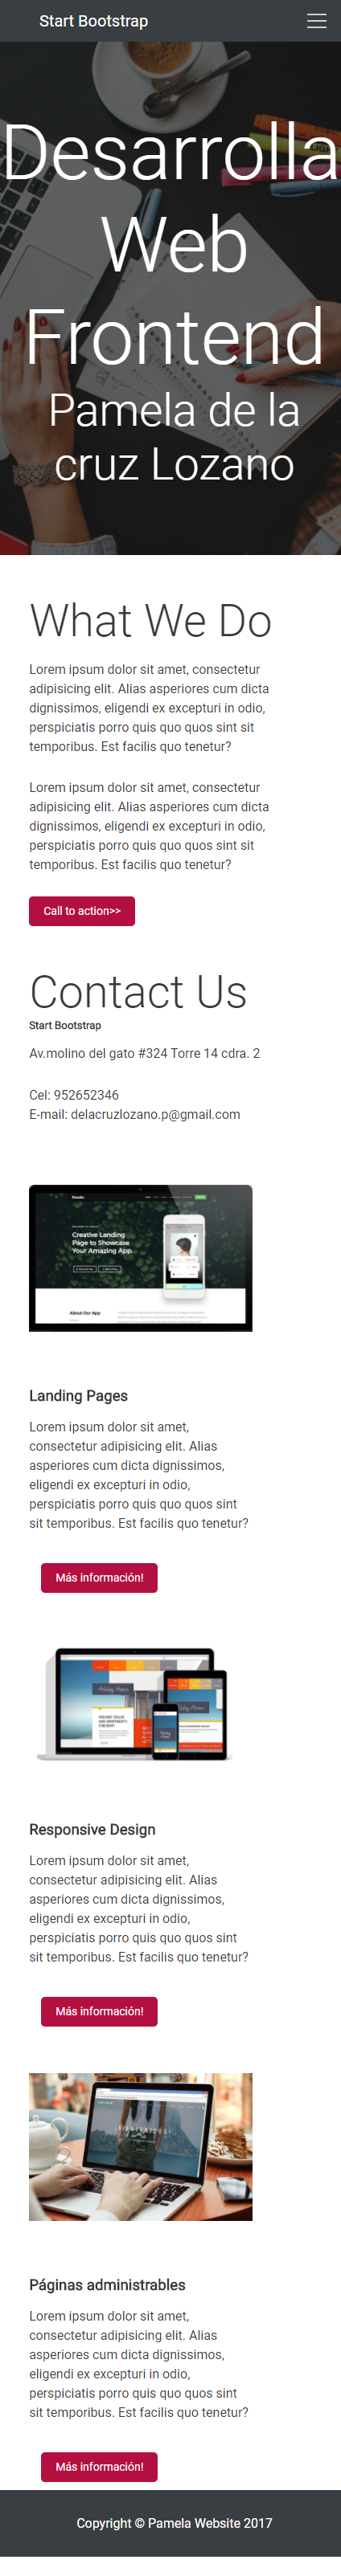 Start Bootstrap
Desarrolla
Web
Frontend
Pamela de la
cruz Lozano
What We Do
Lorem ipsum dolor sit amet, consectetur
adipisicing elit. Alias asperiores cum dicta
dignissimos, eligendi ex excepturi in odio,
perspiciatis porro quis quo quos sint sit
temporibus. Est facilis quo tenetur?
Lorem ipsum dolor sit amet, consectetur
adipisicing elit. Alias asperiores cum dicta
dignissimos, eligendi ex excepturi in odio,
perspiciatis porro quis quo quos sint sit
temporibus. Est facilis quo tenetur?
Call to action>>
Contact Us
Start Bootstrap
Av.molino del gato #324 Torre 14 cdra. 2
Cel: 952652346
E-mail: delacruzlozano.p@gmail.com
Creative Landing
Page to Showcase
Your Amazing App.
About Our App
Landing Pages
Lorem ipsum dolor sit amet,
consectetur adipisicing elit. Alias
asperiores cum dicta dignissimos,
eligendi ex excepturi in odio,
perspiciatis porro quis quo quos sint
sit temporibus. Est facilis quo tenetur?
Más información!
Holiday Home
Responsive Design
Lorem ipsum dolor sit amet,
consectetur adipisicing elit. Alias
asperiores cum dicta dignissimos,
eligendi ex excepturi in odio,
perspiciatis porro quis quo quos sint
sit temporibus. Est facilis quo tenetur?
Más información!
Páginas administrables
Lorem ipsum dolor sit amet,
consectetur adipisicing elit. Alias
asperiores cum dicta dignissimos,
eligendi ex excepturi in odio,
perspiciatis porro quis quo quos sint
sit temporibus. Est facilis quo tenetur?
Más información!
Copyright © Pamela Website 2017